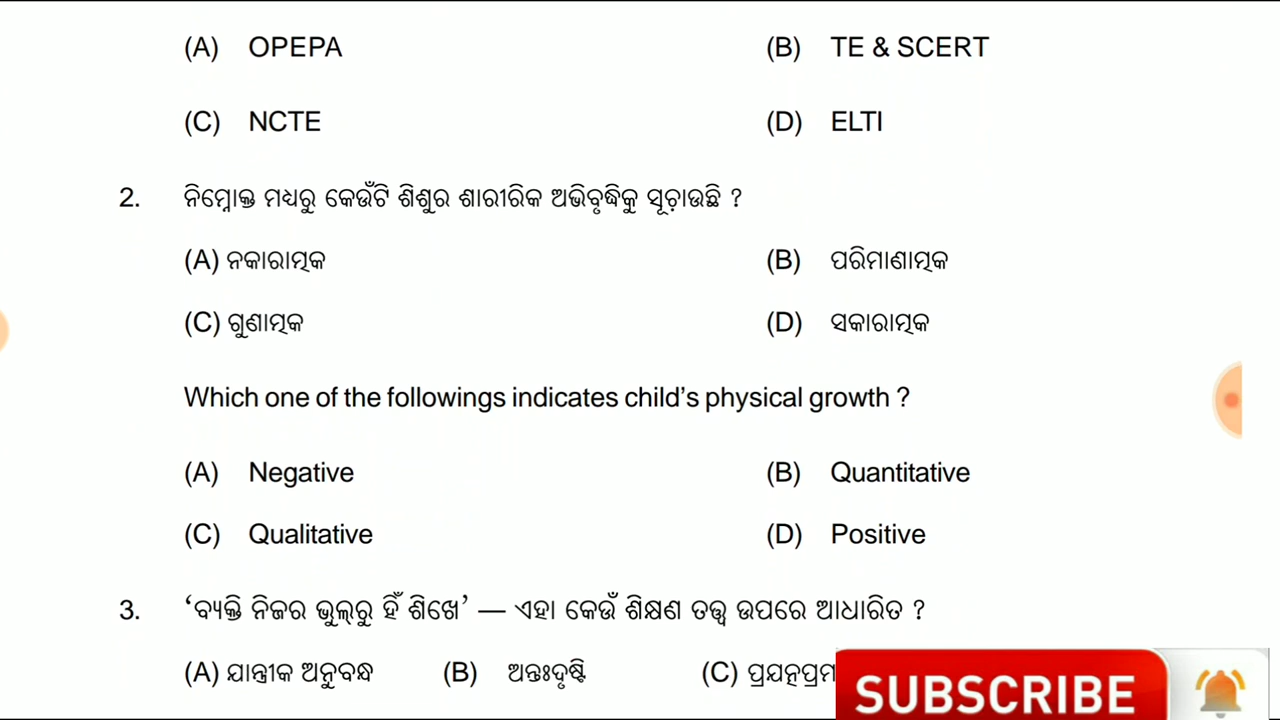 (A) OPEPA (B) TE & SCERT
(C) NCTE (D) ELTI
2. ନିମ୍ନୋକ୍ତ ମଧ୍ୟରୁ କେଉଁଟି ଶିଶୁର ଶାରୀରିକ ଅଭିବୃଦ୍ଧିକୁ ସୂଚାଉଛି ?
(A) ନକାରାତ୍ମକ (B) ପରିମାଣାତ୍ମକ
(C) ଗୁଣାତ୍ମକ (D) ସକାରାତ୍ମକ
Which one of the followings indicates child's physical growth ?
(A) Negative (B) Quantitative
(C) Qualitative (D) Positive
3. ‘ବ୍ୟକ୍ତି ନିଜର ଭୁଲ୍‌ରୁ ହିଁ ଶିଖେ’ — ଏହା କେଉଁ ଶିକ୍ଷଣ ତତ୍ତ୍ୱ ଉପରେ ଆଧାରିତ ?
(A) ଯାନ୍ତ୍ରୀକ ଅନୁବନ୍ଧ (B) ଅନ୍ତଃଦୃଷ୍ଟି (C)
SUBSCRIBE